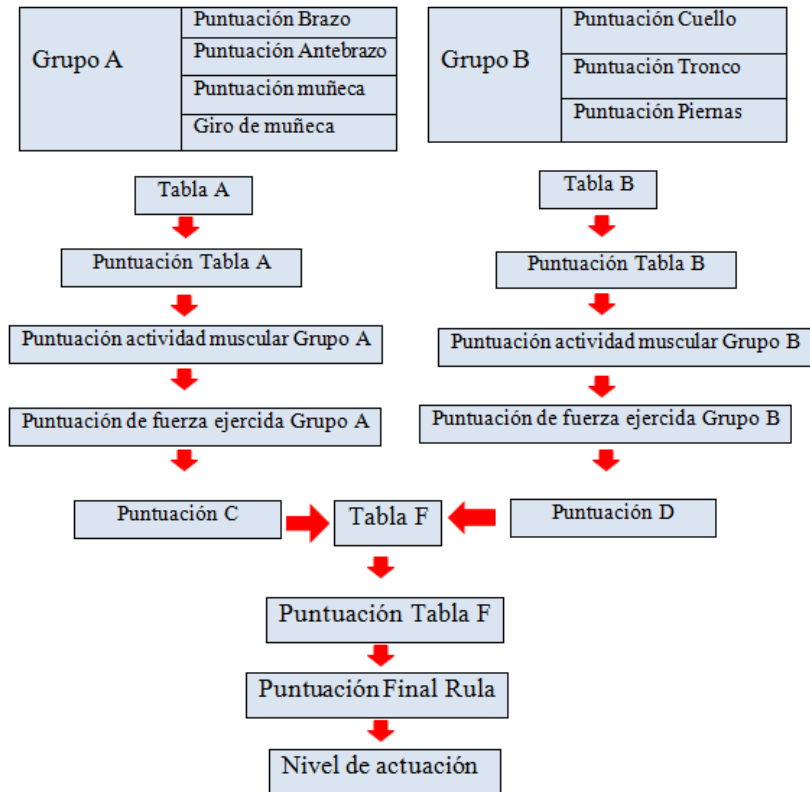 Grupo A
Puntuación Brazo
Puntuación Antebrazo
Puntuación muñeca
Giro de muñeca
Grupo B
Puntuación Cuello
Puntuación Tronco
Puntuación Piernas
Tabla A
Puntuación Tabla A
Puntuación actividad muscular Grupo A
Puntuación de fuerza ejercida Grupo A
Puntuación C
Tabla B
Puntuación Tabla B
Puntuación actividad muscular Grupo B
Puntuación de fuerza ejercida Grupo B
Puntuación D
Tabla F
Puntuación Tabla F
Puntuación Final Rula
Nivel de actuación